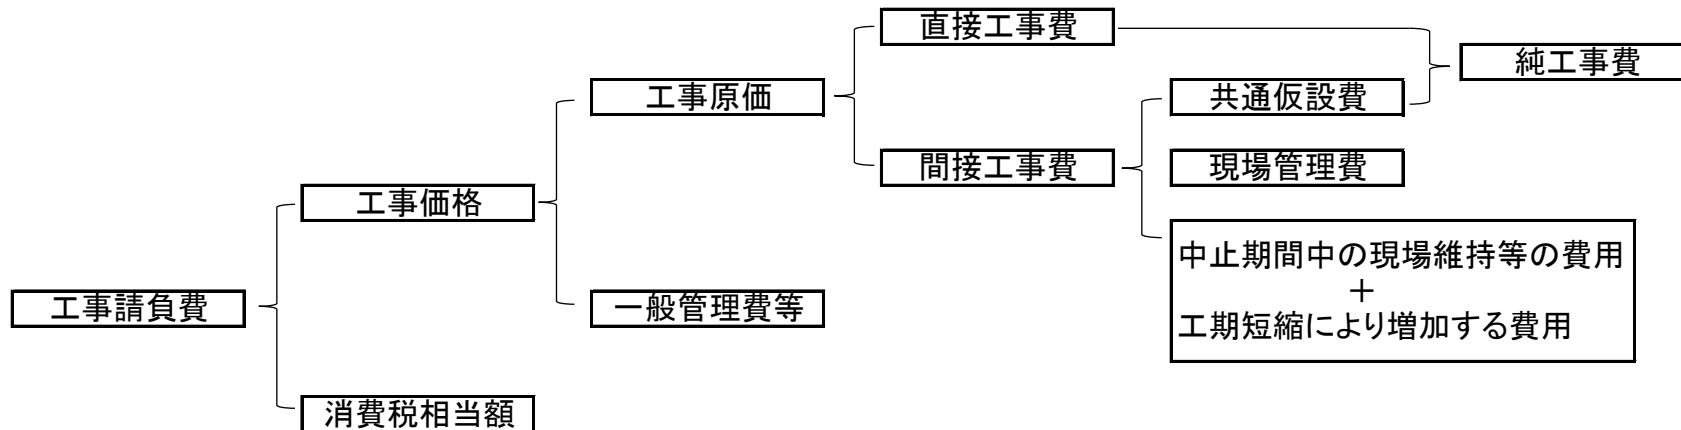 直接工事費
純工事費
工事原価
共通仮設費
間接工事費
現場管理費
工事価格
中止期間中の現場維持等の費用
＋
工期短縮により増加する費用
工事請負費
一般管理費等
消費税相当額